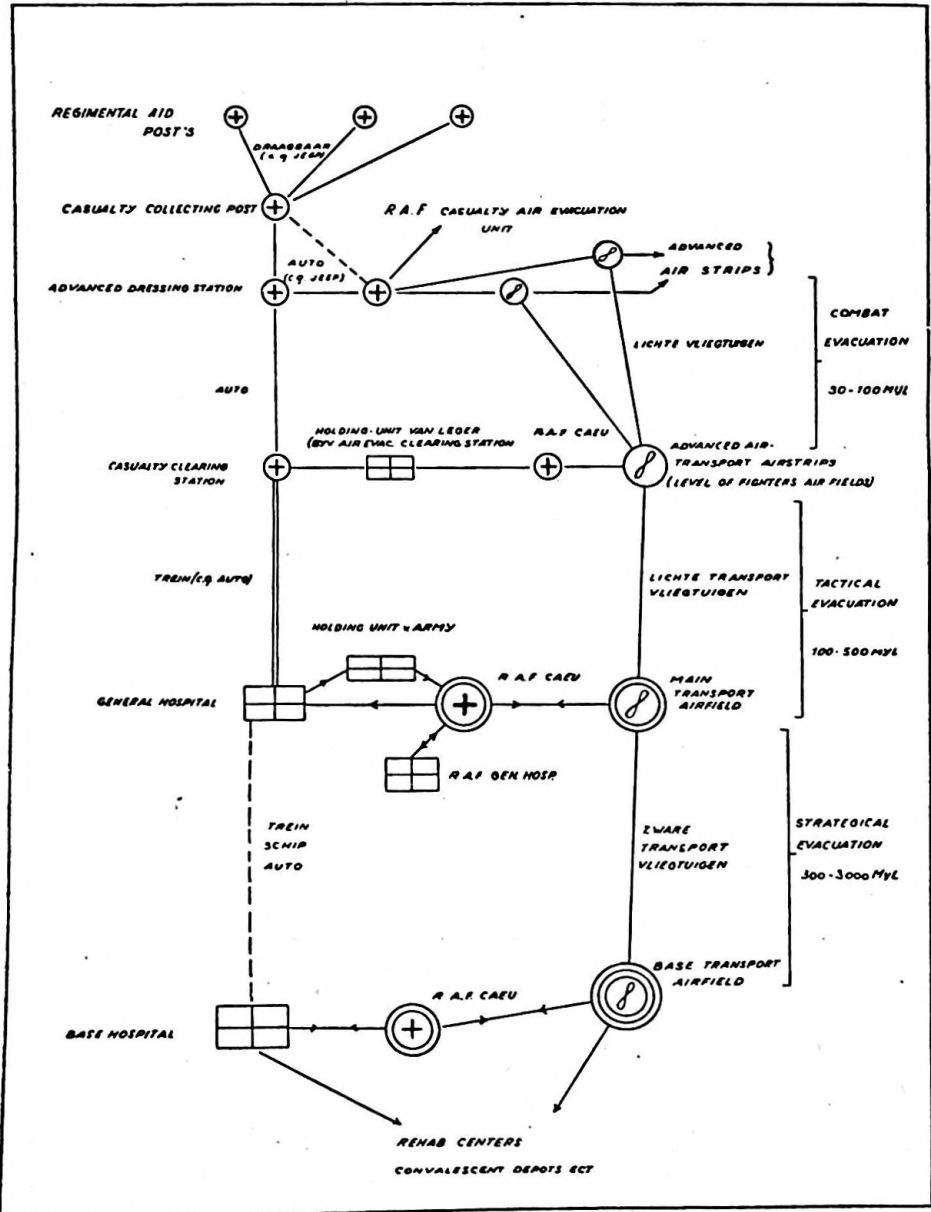 REGIMENTAL AID
POST'S
DRAAGBAAR
(c.q JEEP)
CASUALTY COLLECTING POST
R.A.F CASUALTY AIR EVACUATION
UNIT
AUTO
(CQ JEEP)
ADVANCED
AIR STRIPS
ADVANCED DRESSING STATION
COMBAT
EVACUATION
30-100 MYL
LICHTE VLIEGTUIGEN
AUTO
HOLDING-UNIT VAN LEGER
(BYV AIR EVAC CLEARING STATION
R.A.F CAEU
ADVANCED AIR-
TRANSPORT AIRSTRIPS
(LEVEL OF FIGHTERS AIR FIELDS)
CASUALTY CLEARING
STATION
TREIN/(C.Q AUTO)
LICHTE TRANSPORT
VLIEGTUIGEN
TACTICAL
EVACUATION
100-500 MYL
HOLDING UNIT v ARMY
R A.F CAEU
MAIN
TRANSPORT
AIRFIELD
GENERAL HOSPITAL
R.A.F GEN. HOSP.
TREIN
SCHIP
AUTO
ZWARE
TRANSPORT
VLIEGTUIGEN
STRATEGICAL
EVACUATION
300-3000 MYL
BASE TRANSPORT
AIRFIELD
R A.F. CAEU
BASE HOSPITAL
REHAB CENTERS
CONVALESCENT DEPOTS ECT